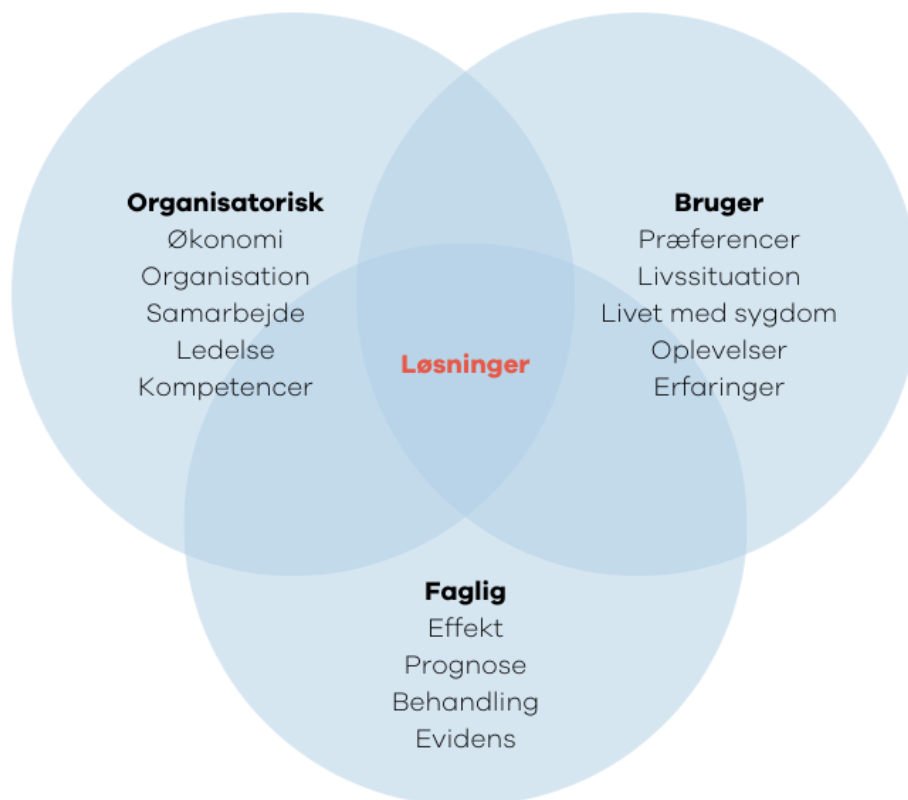 Organisatorisk
Økonomi
Organisation
Samarbejde
Ledelse
Kompetencer
Bruger
Præferencer
Livssituation
Livet med sygdom
Oplevelser
Erfaringer
Løsninger
Faglig
Effekt
Prognose
Behandling
Evidens